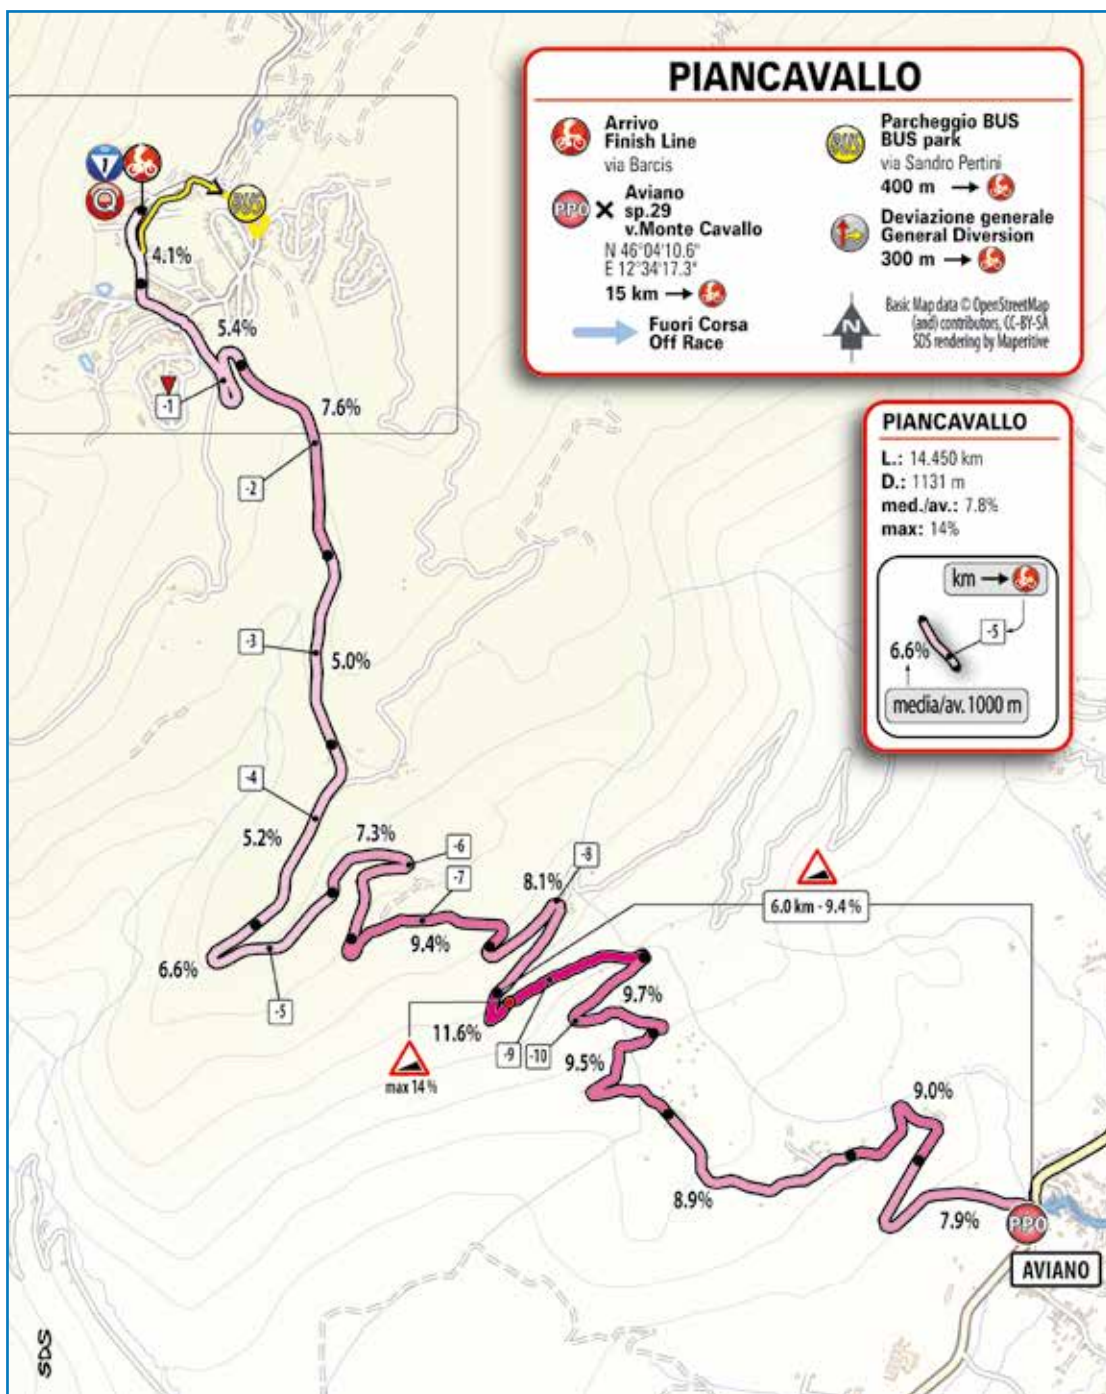 PIANCAVALLO
Arrivo
Finish Line
via Barcis
PPO
Aviano
sp.29
v.Monte Cavallo
N 46°04'10.6"
E 12°34'17.3"
15 km
Fuori Corsa
Off Race
BUS
Parcheggio BUS
BUS park
via Sandro Pertini
400 m
Deviazione generale
General Diversion
300 m
N
Basic Map data © OpenStreetMap
(and) contributors, CC-BY-SA
SDS rendering by Maperitive
PIANCAVALLO
L.: 14.450 km
D.: 1131 m
med./av.: 7.8%
max: 14%
km
-5
6.6%
media/av. 1000 m
1
BUS
4.1%
5.4%
-1
7.6%
-2
-3
5.0%
-4
5.2%
7.3%
-6
-7
-8
8.1%
6.0 km - 9.4 %
9.4%
6.6%
-5
9.7%
11.6%
-9
-10
9.5%
max 14 %
9.0%
8.9%
7.9%
PPO
AVIANO
SDS